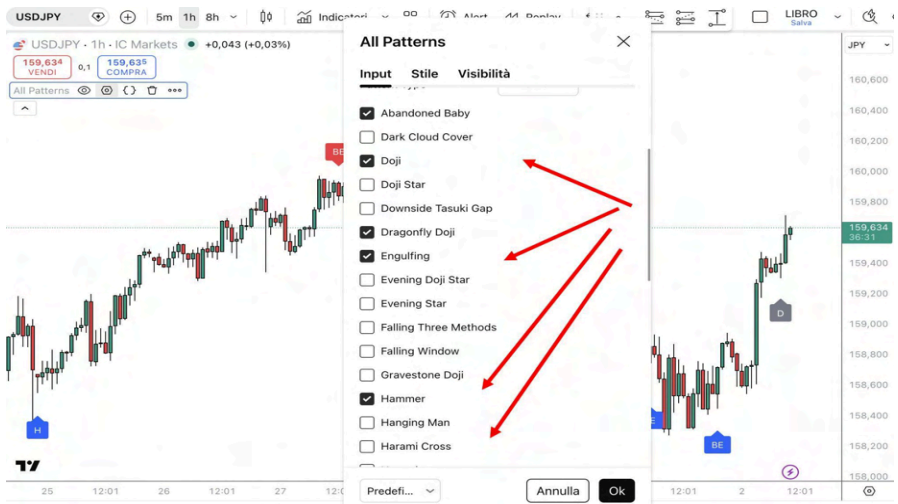 USDJPY
5m 1h 8h
Indicatori
Alert
Replay
LIBRO
Salva
USDJPY · 1h · IC Markets
+0,043 (+0,03%)
159,634
VENDI
0,1
159,635
COMPRA
All Patterns
All Patterns
Input Stile Visibilità
Abandoned Baby
Dark Cloud Cover
Doji
Doji Star
Downside Tasuki Gap
Dragonfly Doji
Engulfing
Evening Doji Star
Evening Star
Falling Three Methods
Falling Window
Gravestone Doji
Hammer
Hanging Man
Harami Cross
Predefi...
Annulla
Ok
BE
H
BE
D
JPY
160,600
160,400
160,200
160,000
159,800
159,634
36:31
159,400
159,200
159,000
158,800
158,600
158,400
158,200
158,000
25 12:01 26 12:01 27 12:01 2 12:01